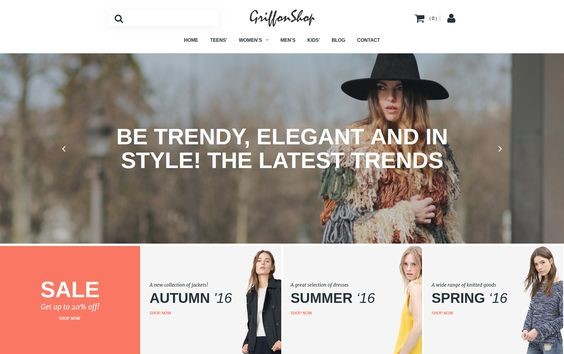 GriffonShop
( 0 )
HOME TEENS' WOMEN'S MEN'S KIDS' BLOG CONTACT
BE TRENDY, ELEGANT AND IN
STYLE! THE LATEST TRENDS
SALE
Get up to 20% off!
SHOP NOW
A new collection of jackets!
AUTUMN '16
SHOP NOW
A great selection of dresses
SUMMER '16
SHOP NOW
A wide range of knitted goods
SPRING '16
SHOP NOW